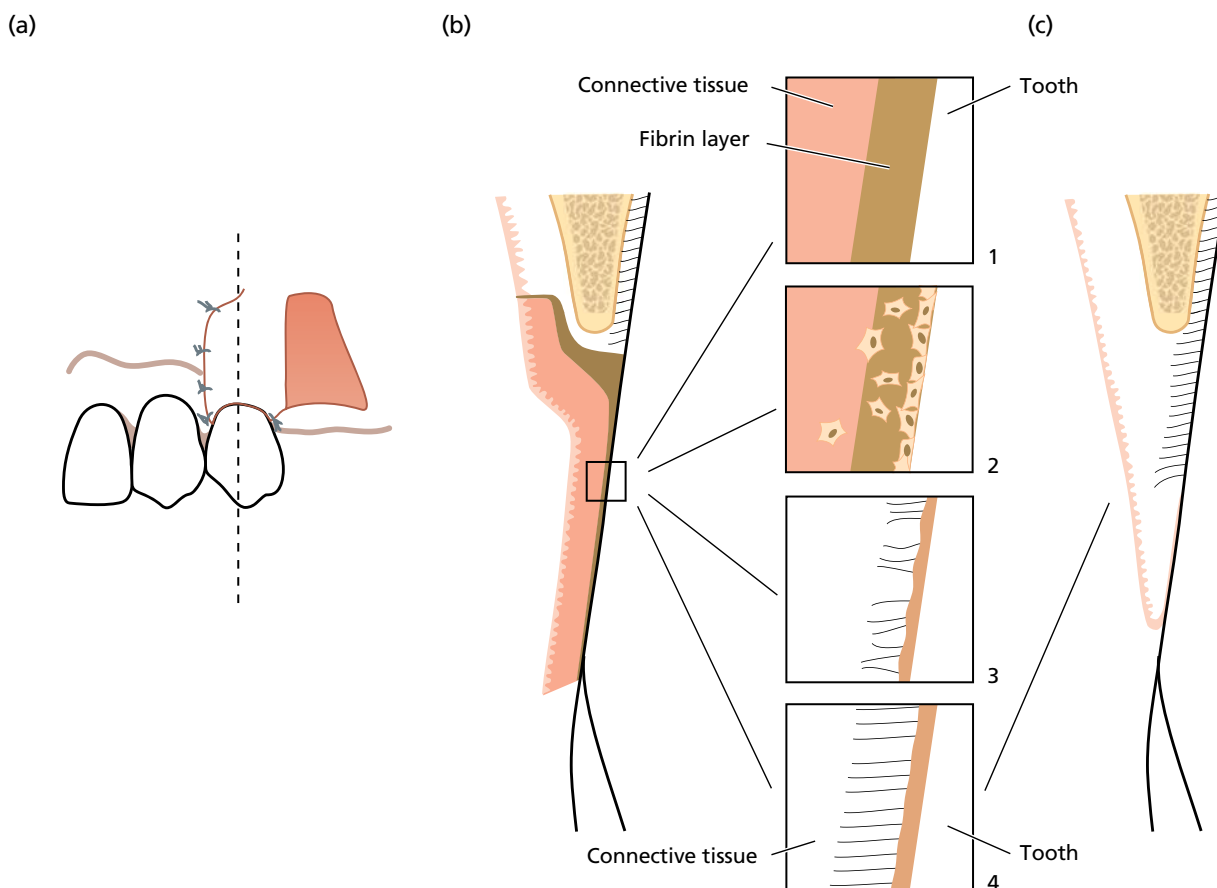 (a)
(b)
(c)
Connective tissue
Tooth
Fibrin layer
1
2
3
Connective tissue
Tooth
4